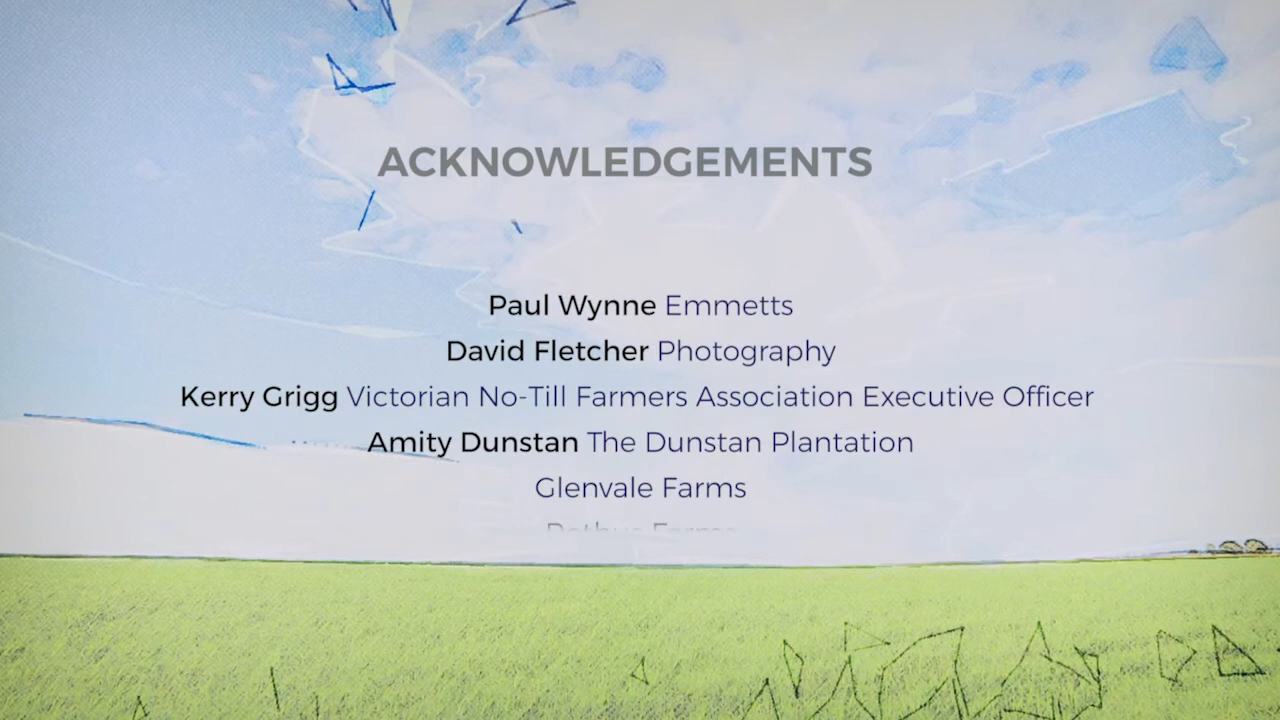 ACKNOWLEDGEMENTS
Paul Wynne Emmetts
David Fletcher Photography
Kerry Grigg Victorian No-Till Farmers Association Executive Officer
Amity Dunstan The Dunstan Plantation
Glenvale Farms
Farms